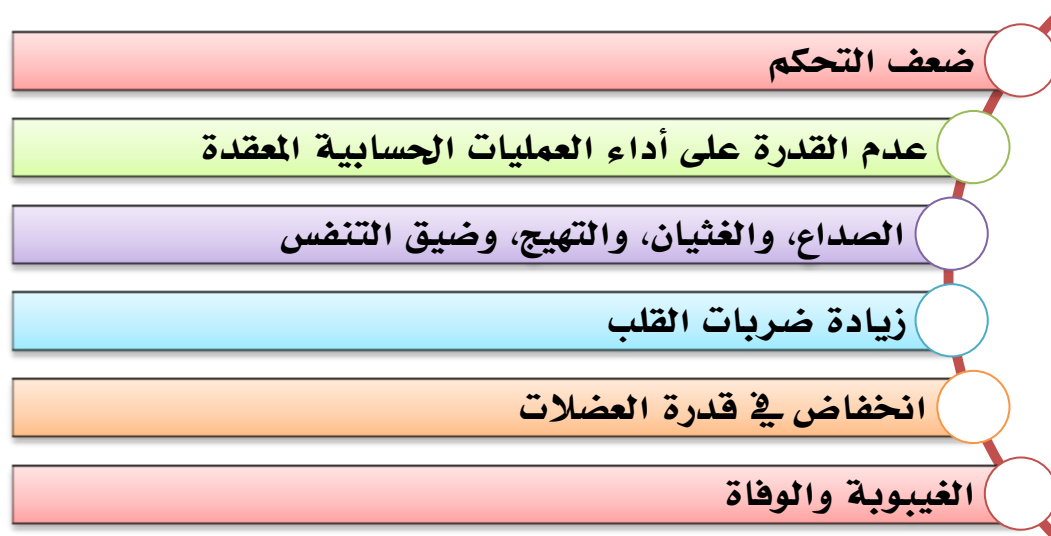 ضعف التحكم
عدم القدرة على أداء العمليات الحسابية المعقدة
الصداع، والغثيان، والتهيج، وضيق التنفس
زيادة ضربات القلب
انخفاض في قدرة العضلات
الغيبوبة والوفاة